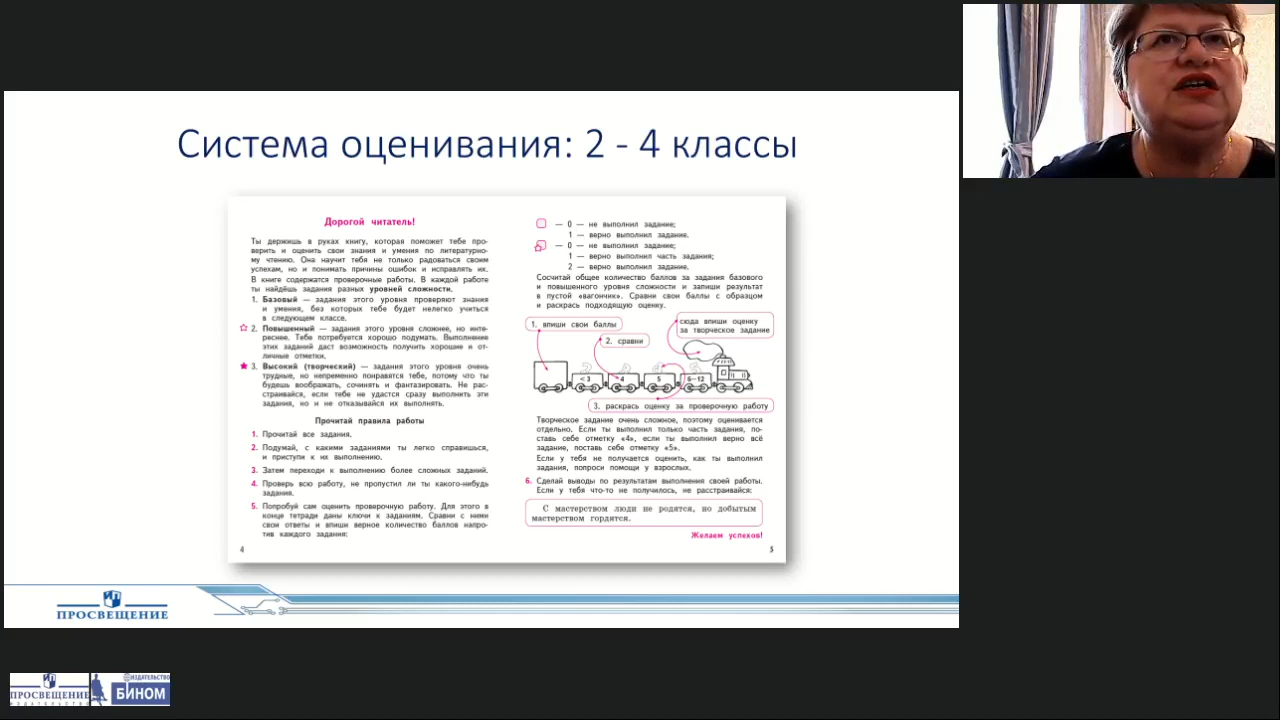 Система оценивания: 2 - 4 классы
Дорогой читатель!
Ты держишь в руках книгу, которая поможет тебе про-
верить и оценить свои знания и умения по литературно-
му чтению. Она научит тебя не только радоваться своим
успехам, но и понимать причины ошибок и исправлять их.
В книге содержатся проверочные работы. В каждой работе
ты найдёшь задания разных уровней сложности.
1. Базовый — задания этого уровня проверяют знания
и умения, без которых тебе будет нелегко учиться
в следующем классе.
2. Повышенный — задания этого уровня сложнее, но инте-
реснее. Тебе потребуется хорошо подумать. Выполнение
этих заданий даст возможность получить хорошие и от-
личные отметки.
3. Высокий (творческий) — задания этого уровня очень
трудные, но непременно понравятся тебе, потому что ты
будешь воображать, сочинять и фантазировать. Не рас-
страивайся, если тебе не удастся сразу выполнить эти
задания, но и не отказывайся их выполнять.
Прочитай правила работы
1. Прочитай все задания.
2. Подумай, с какими заданиями ты легко справишься,
и приступи к их выполнению.
3. Затем переходи к выполнению более сложных заданий.
4. Проверь всю работу, не пропустил ли ты какого-нибудь
задания.
5. Попробуй сам оценить проверочную работу. Для этого в
конце тетради даны ключи к заданиям. Сравни с ними
свои ответы и впиши верное количество баллов напро-
тив каждого задания:
4
— 0 — не выполнил задание;
1 — верно выполнил задание.
— 0 — не выполнил задание;
1 — верно выполнил часть задания;
2 — верно выполнил задание.
Сосчитай общее количество баллов за задания базового
и повышенного уровня сложности и запиши результат
в пустой «вагончик». Сравни свои баллы с образцом
и раскрась подходящую оценку.
1. впиши свои баллы
2. сравни
сюда впиши оценку
за творческое задание
<3 4 5 6—12
3. раскрась оценку за проверочную работу
Творческое задание очень сложное, поэтому оценивается
отдельно. Если ты выполнил только часть задания, по-
ставь себе отметку «4», если ты выполнил верно всё
задание, поставь себе отметку «5».
Если у тебя не получается оценить, как ты выполнил
задания, попроси помощи у взрослых.
6. Сделай выводы по результатам выполнения своей работы.
Если у тебя что-то не получилось, не расстраивайся:
С мастерством люди не родятся, но добытым
мастерством гордятся.
Желаем успехов!
5
ПРОСВЕЩЕНИЕ
ПРОСВЕЩЕНИЕ
ИЗДАТЕЛЬСТВО
ИЗДАТЕЛЬСТВО
БИНОМ